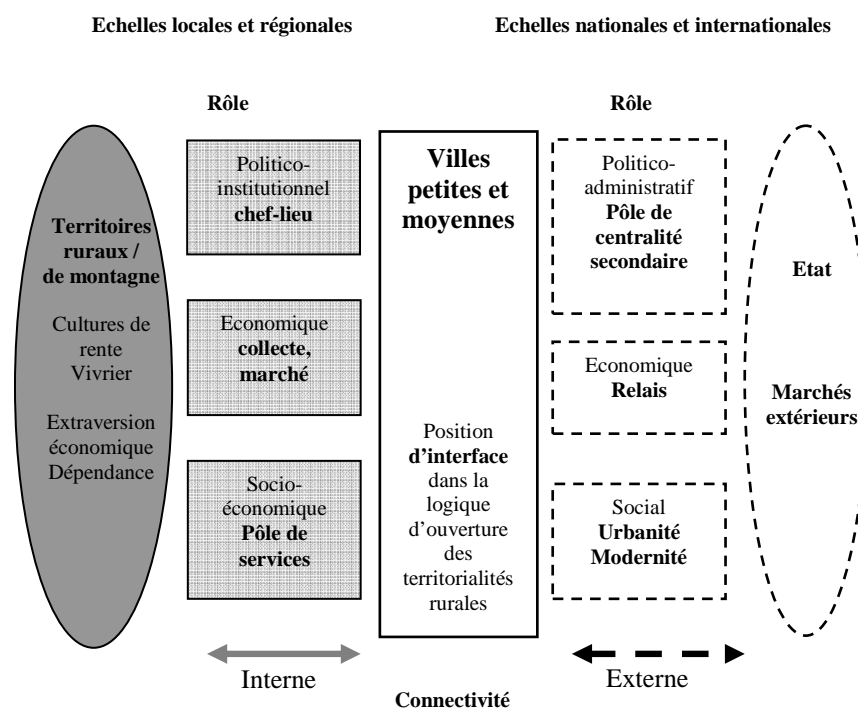 Echelles locales et régionales
Echelles nationales et internationales
Rôle
Rôle
Territoires
ruraux /
de montagne
Cultures de
rente
Vivrier
Extraversion
économique
Dépendance
Politico-
institutionnel
chef-lieu
Economique
collecte,
marché
Socio-
économique
Pôle de
services
Villes
petites et
moyennes
Position
d'interface
dans la
logique
d'ouverture
des
territorialités
rurales
Politico-
administratif
Pôle de
centralité
secondaire
Economique
Relais
Social
Urbanité
Modernité
Etat
Marchés
extérieurs
Interne
Externe
Connectivité